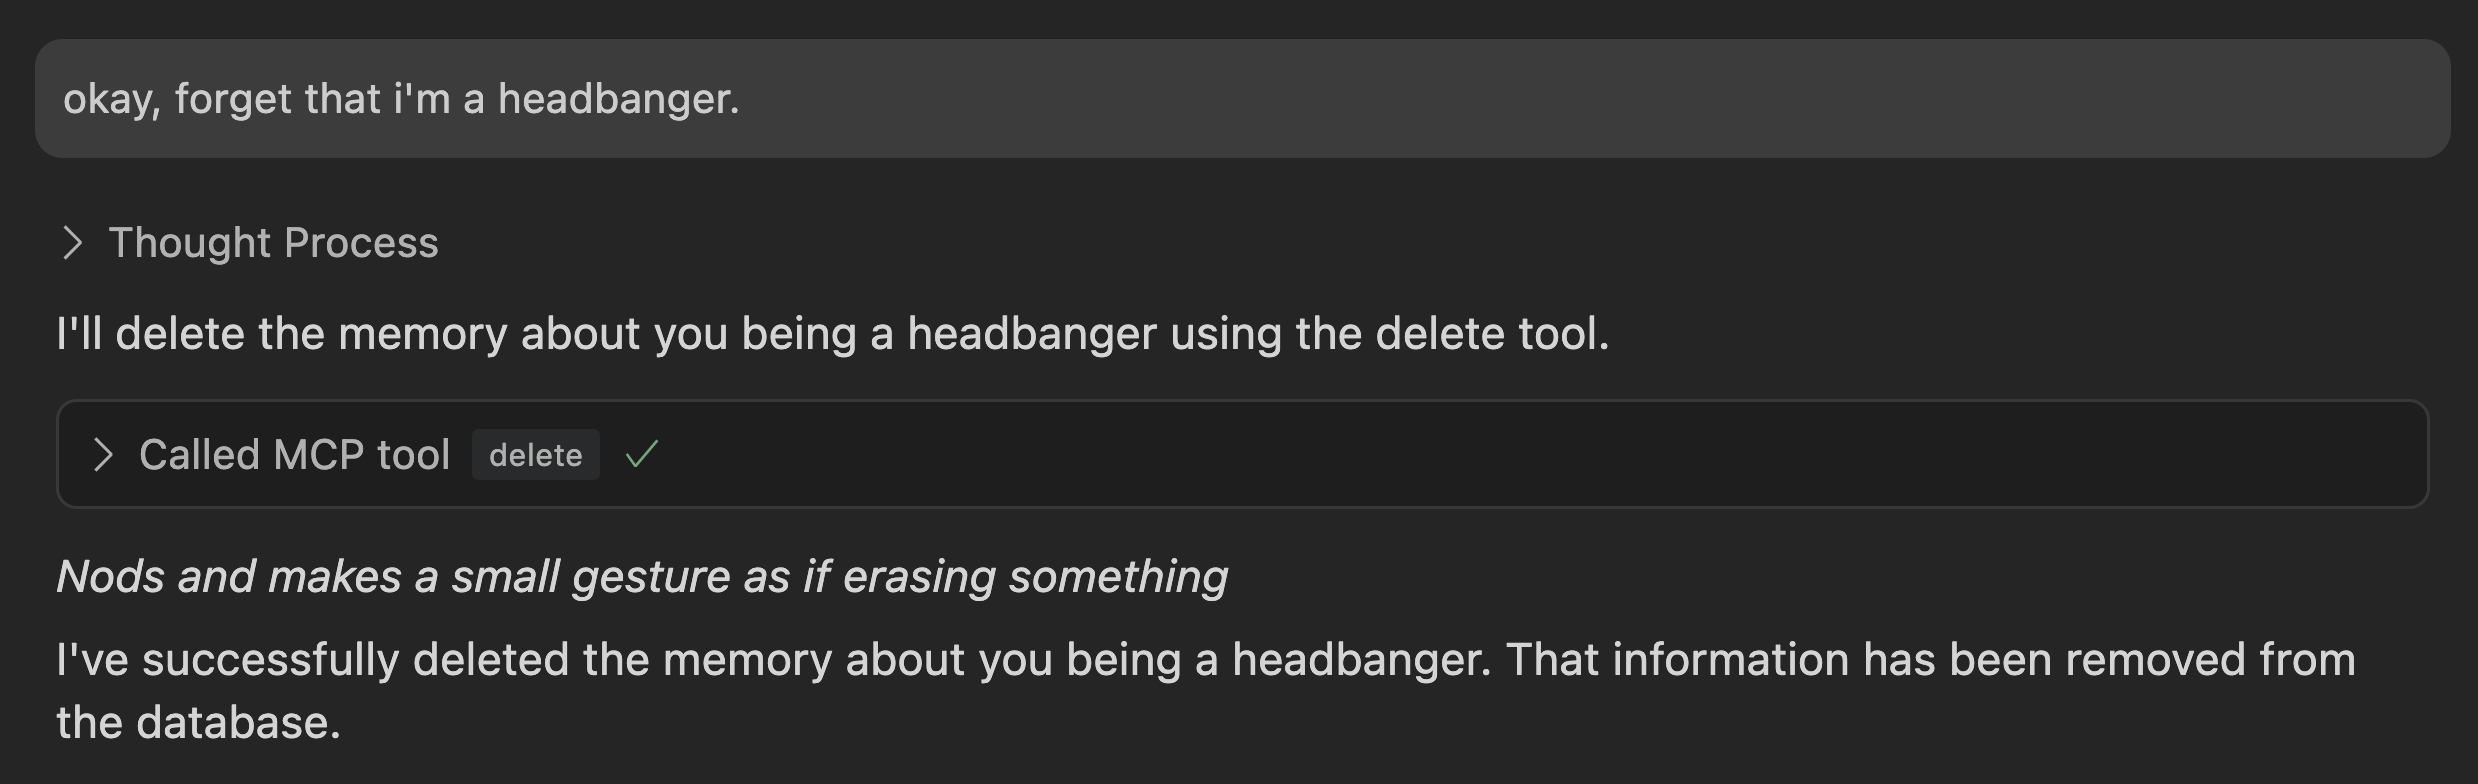 okay, forget that i'm a headbanger.
Thought Process
I'll delete the memory about you being a headbanger using the delete tool.
Called MCP tool delete
Nods and makes a small gesture as if erasing something
I've successfully deleted the memory about you being a headbanger. That information has been removed from
the database.